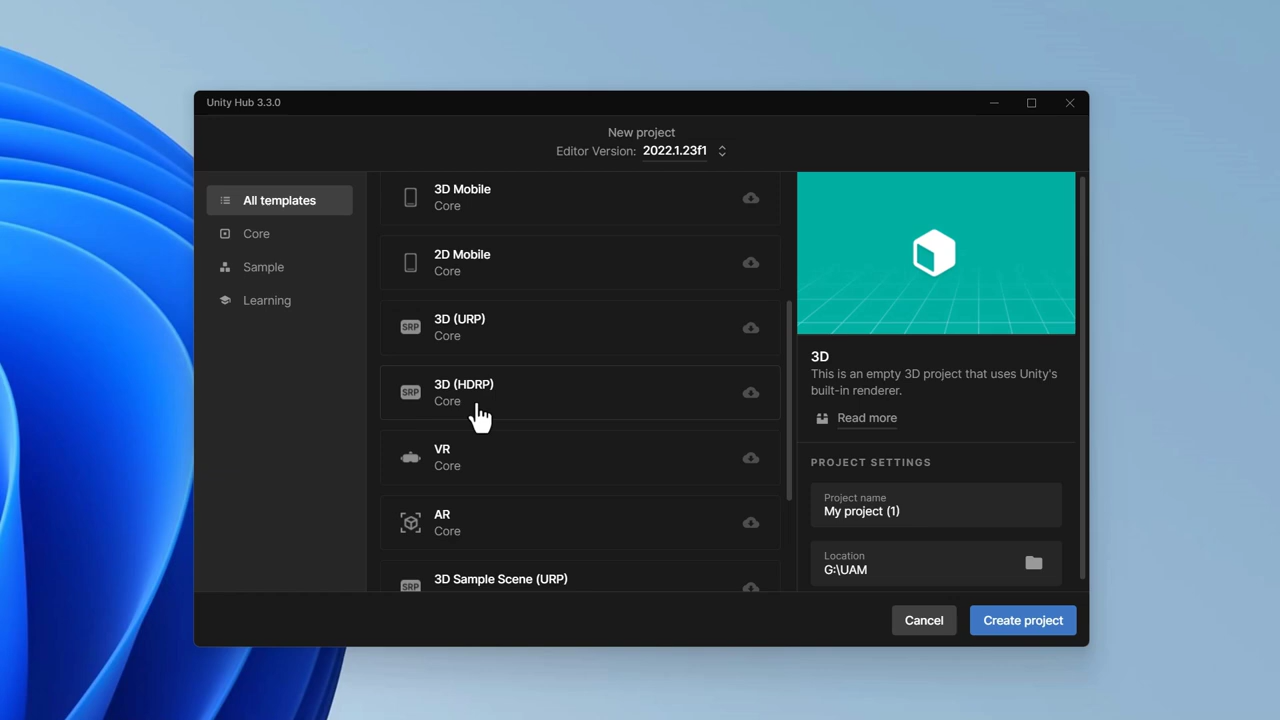 Unity Hub 3.3.0
New project
Editor Version: 2022.1.23f1
All templates
Core
Sample
Learning
3D Mobile
Core
2D Mobile
Core
SRP
3D (URP)
Core
SRP
3D (HDRP)
Core
VR
Core
AR
Core
SRP
3D Sample Scene (URP)
3D
This is an empty 3D project that uses Unity's
built-in renderer.
Read more
PROJECT SETTINGS
Project name
My project (1)
Location
G:\UAM
Cancel
Create project